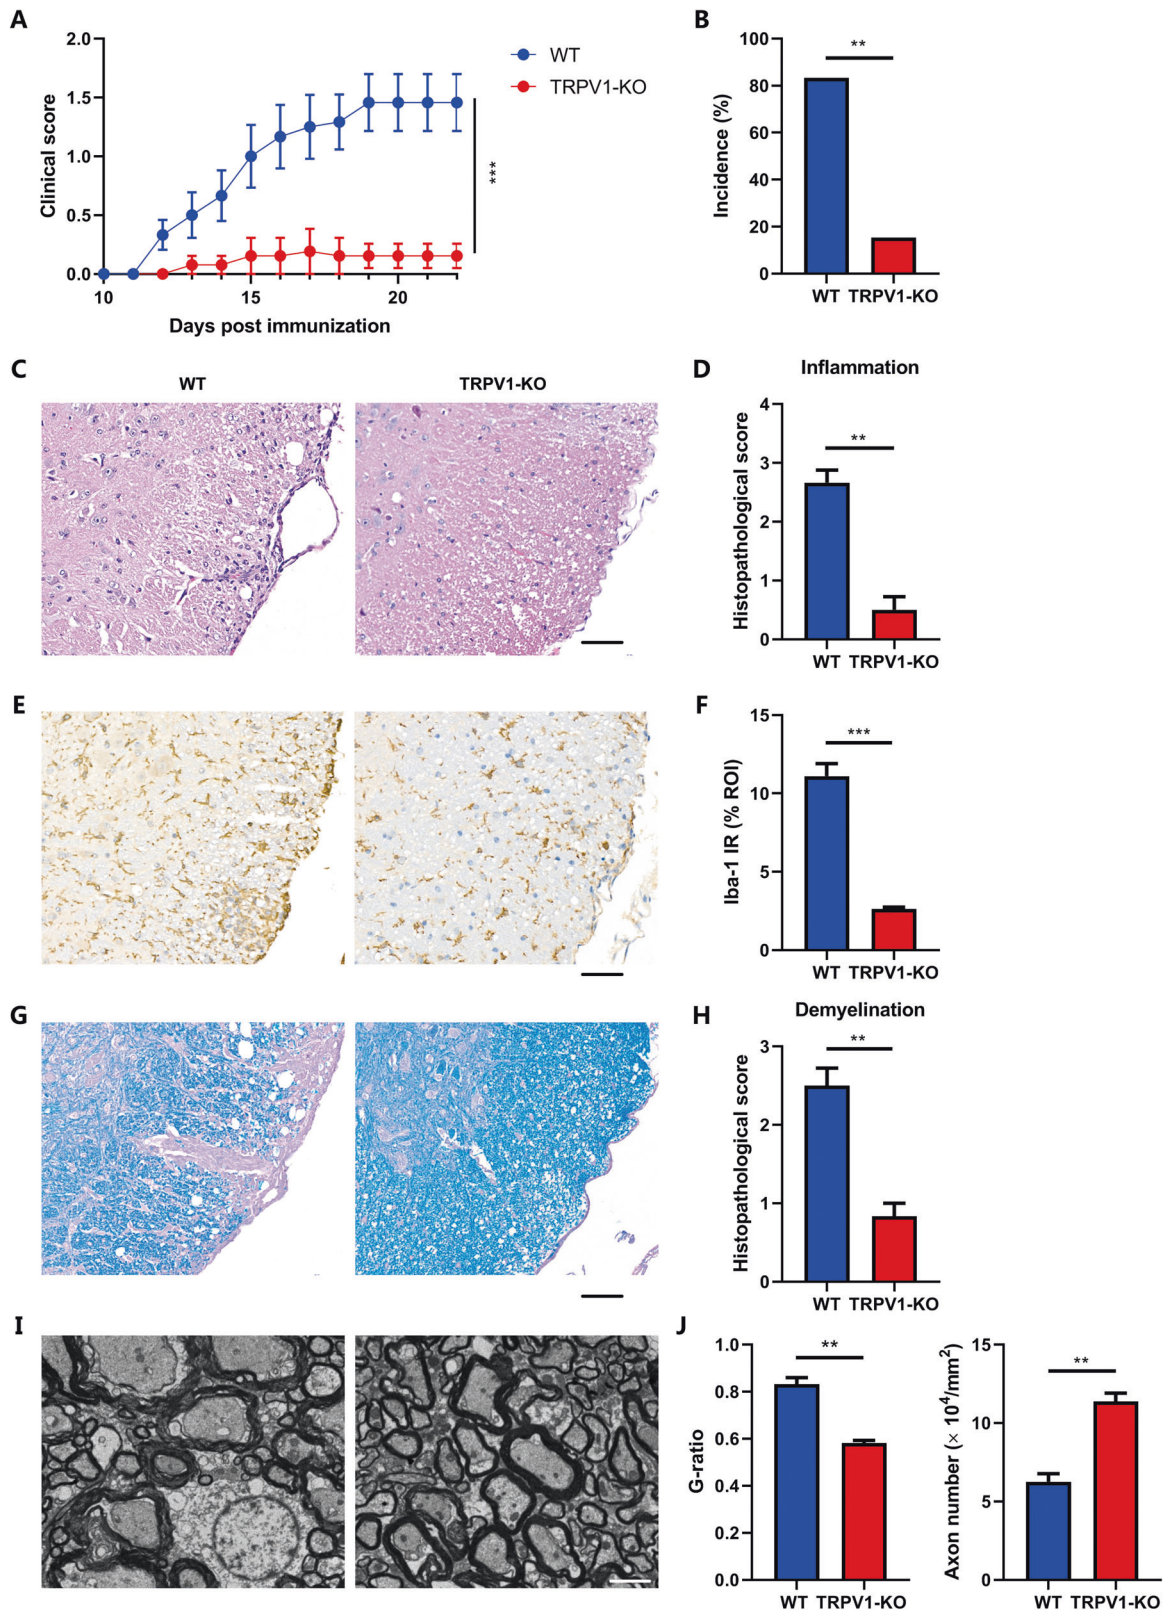 A
2.0
1.5
1.0
0.5
0.0
Clinical score
10
15
20
Days post immunization
WT
TRPV1-KO
***
B
100
80
60
40
20
0
Incidence (%)
**
WT
TRPV1-KO
C
WT
TRPV1-KO
D
Inflammation
4
3
2
1
0
Histopathological score
**
WT
TRPV1-KO
E
F
15
10
5
0
Iba-1 IR (% ROI)
***
WT
TRPV1-KO
G
H
Demyelination
3
2
1
0
Histopathological score
**
WT
TRPV1-KO
I
J
1.0
0.8
0.6
0.4
0.2
0.0
G-ratio
**
WT
TRPV1-KO
15
10
5
0
Axon number (× 10⁴/mm²)
**
WT
TRPV1-KO